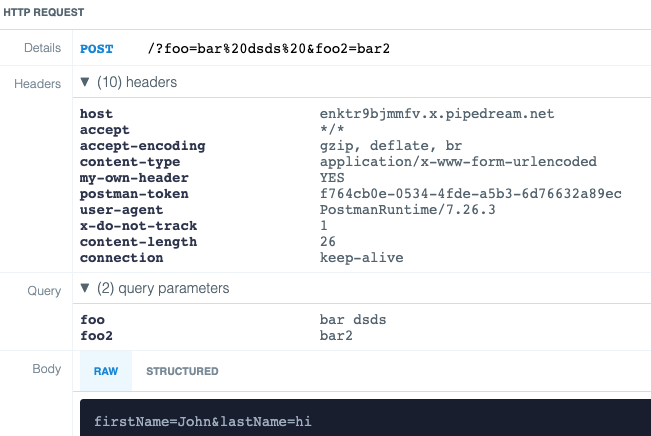 HTTP REQUEST
Details POST /?foo=bar%20dsds%20&foo2=bar2
Headers ▼ (10) headers
host enktr9bjmmfv.x.pipedream.net
accept */*
accept-encoding gzip, deflate, br
content-type application/x-www-form-urlencoded
my-own-header YES
postman-token f764cb0e-0534-4fde-a5b3-6d76632a89ec
user-agent PostmanRuntime/7.26.3
x-do-not-track 1
content-length 26
connection keep-alive
Query ▼ (2) query parameters
foo bar dsds
foo2 bar2
Body RAW STRUCTURED
firstName=John&lastName=hi